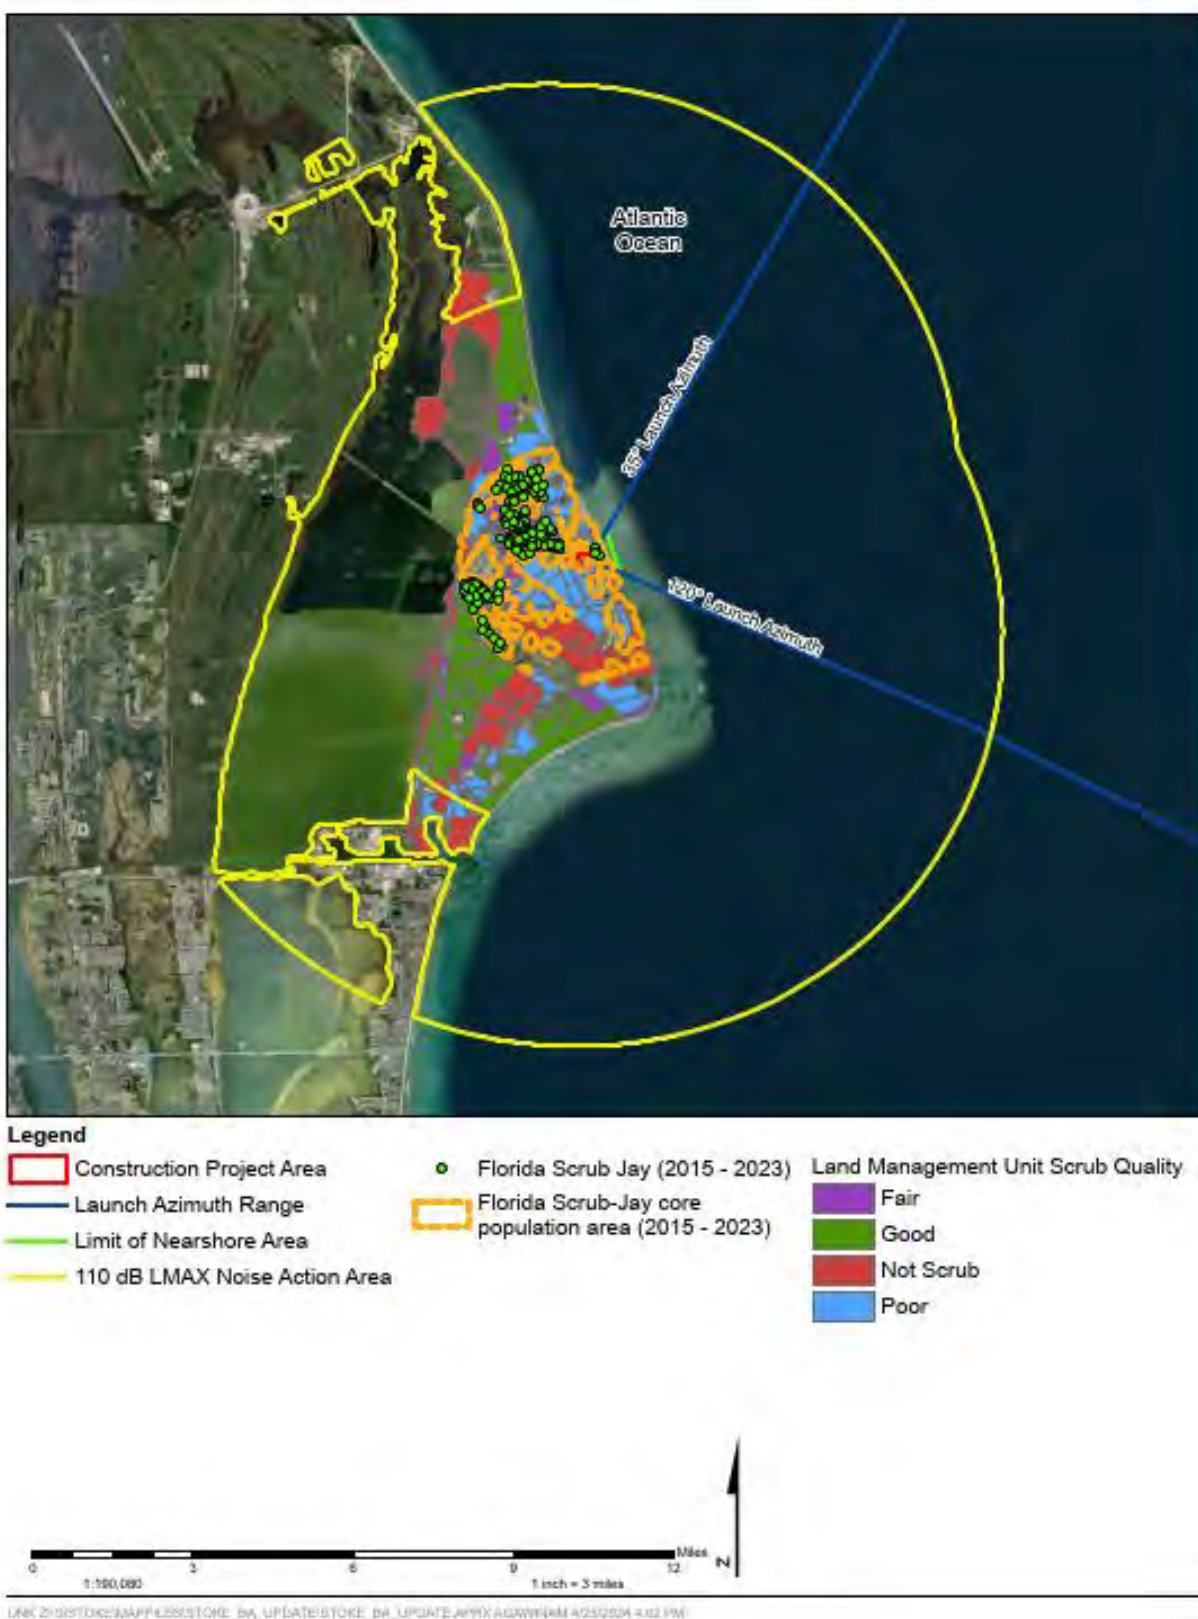 Atlantic
Ocean
35° Launch Azimuth
120° Launch Azimuth
Legend
Construction Project Area
Launch Azimuth Range
Limit of Nearshore Area
110 dB LMAX Noise Action Area
Florida Scrub Jay (2015 - 2023)
Florida Scrub-Jay core
population area (2015 - 2023)
Land Management Unit Scrub Quality
Fair
Good
Not Scrub
Poor
0 3 6 9 12 Miles
1 inch = 3 miles
Z